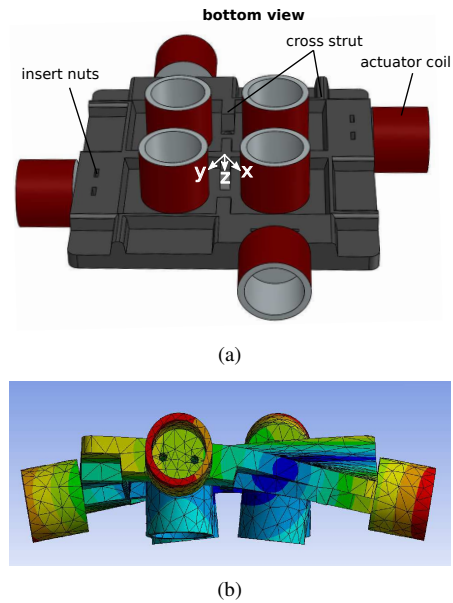 bottom view
cross strut
actuator coil
insert nuts
y
z
x
(a)
(b)